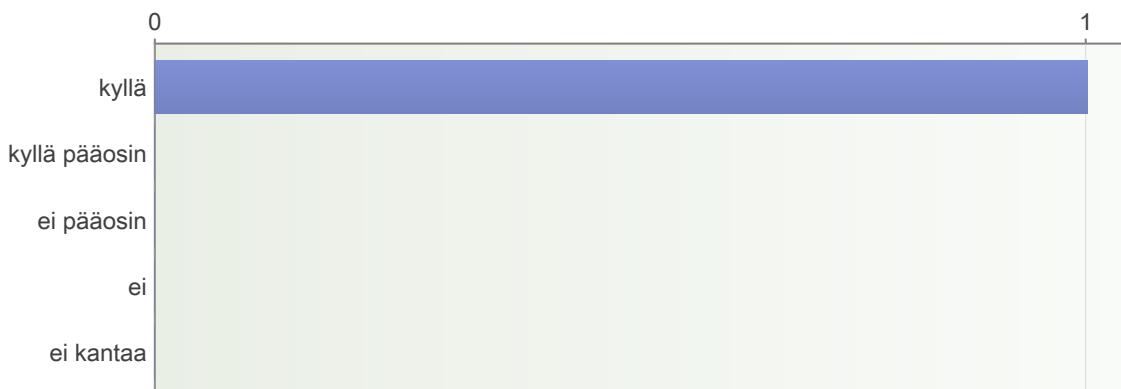 0 1
kyllä
kyllä pääosin
ei pääosin
ei
ei kantaa